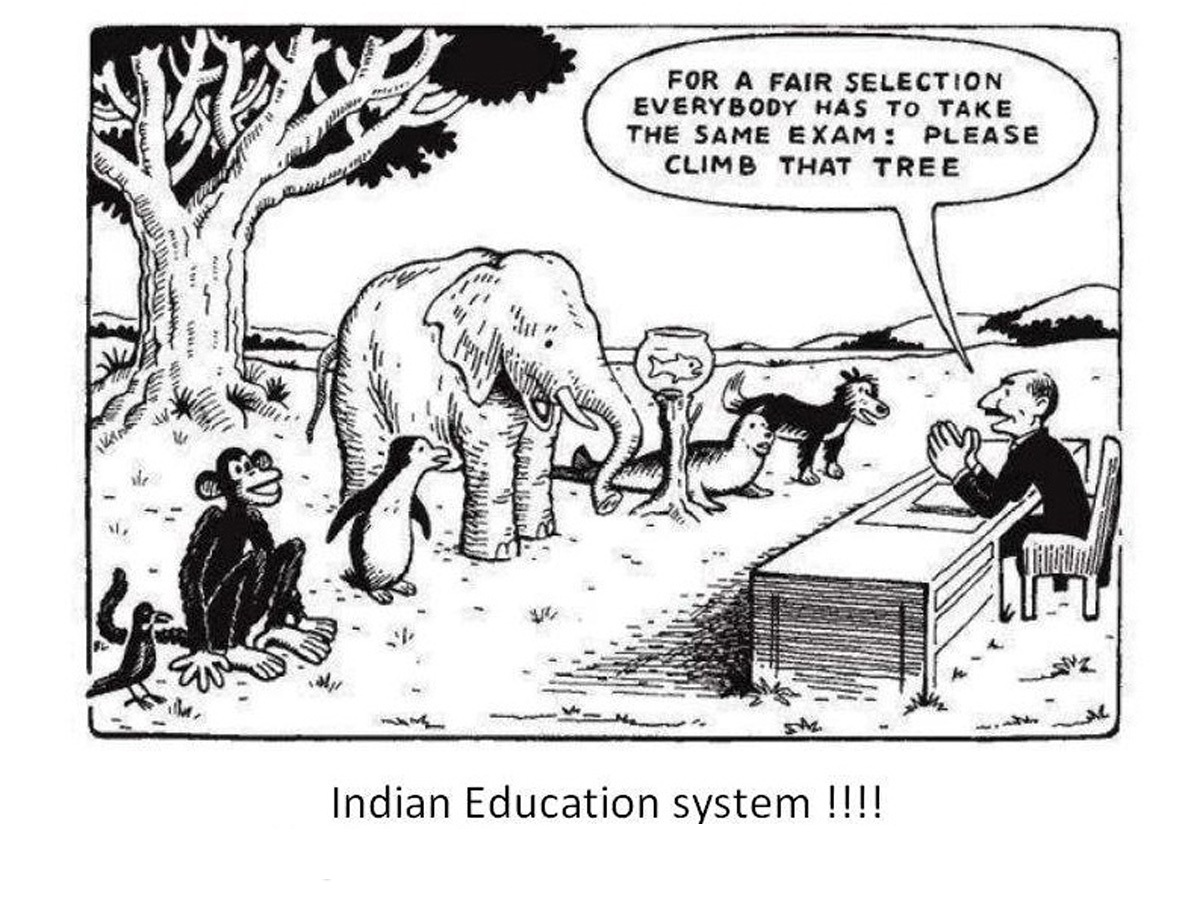 FOR A FAIR SELECTION
EVERYBODY HAS TO TAKE
THE SAME EXAM: PLEASE
CLIMB THAT TREE
Indian Education system !!!!